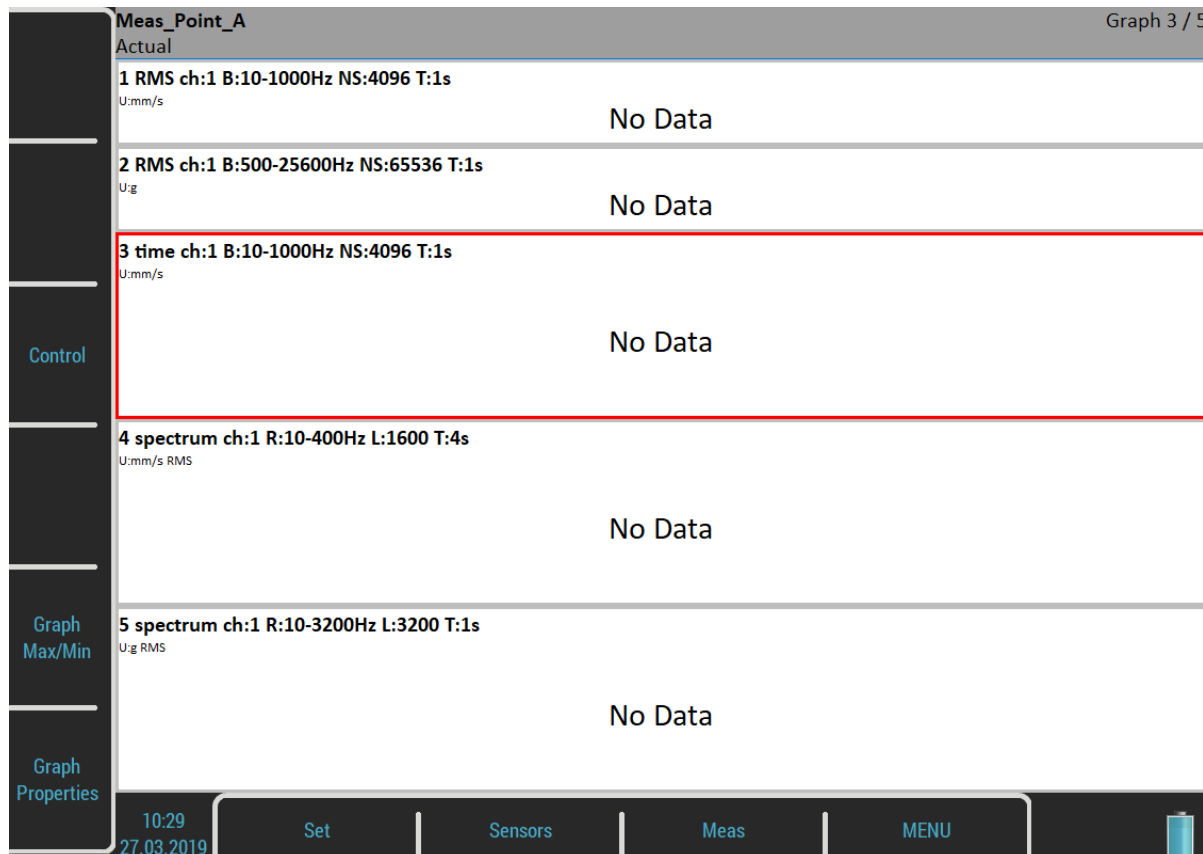 Meas_Point_A
Graph 3 / 5
Actual
1 RMS ch:1 B:10-1000Hz NS:4096 T:1s
U:mm/s
No Data
2 RMS ch:1 B:500-25600Hz NS:65536 T:1s
U:g
No Data
3 time ch:1 B:10-1000Hz NS:4096 T:1s
U:mm/s
No Data
4 spectrum ch:1 R:10-400Hz L:1600 T:4s
U:mm/s RMS
No Data
5 spectrum ch:1 R:10-3200Hz L:3200 T:1s
U:g RMS
No Data
Control
Graph
Max/Min
Graph
Properties
10:29
27.03.2019
Set
Sensors
Meas
MENU